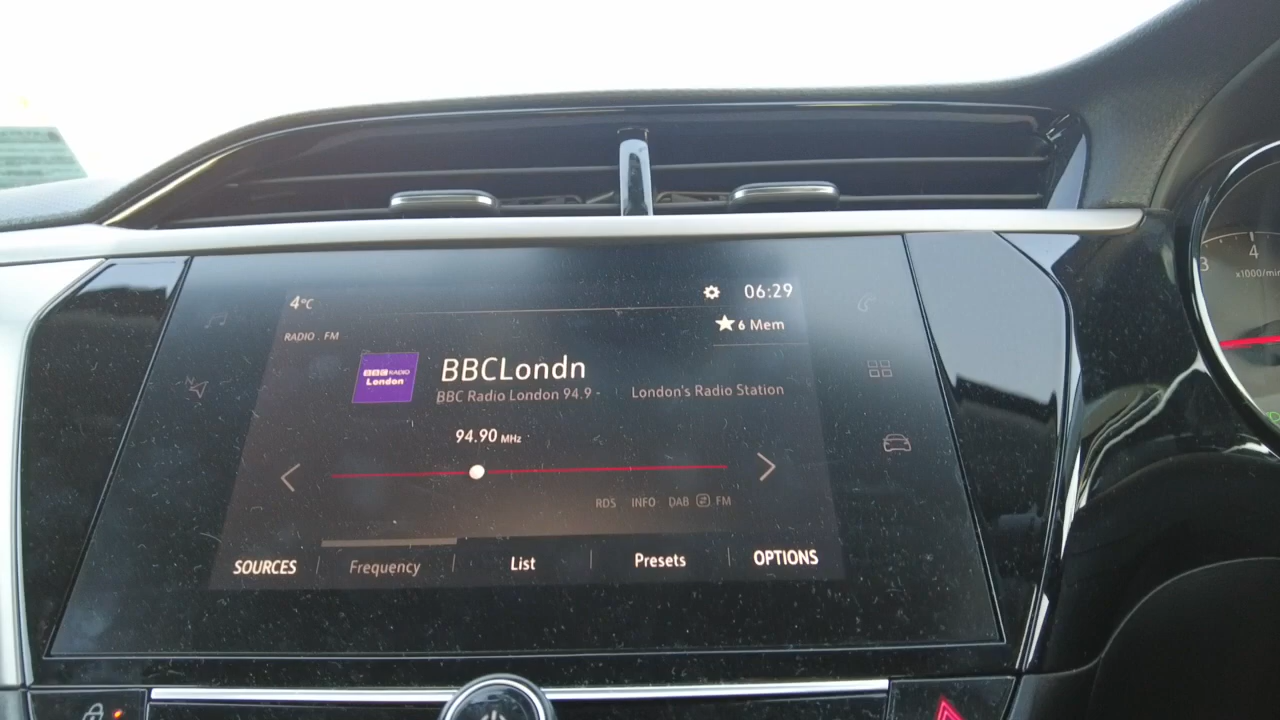 4°C
06:29
6 Mem
RADIO . FM
BBC RADIO
London
BBCLondn
BBC Radio London 94.9 - London's Radio Station
94.90 MHz
RDS INFO DAB FM
SOURCES Frequency List Presets OPTIONS
3 4
x1000/min
N